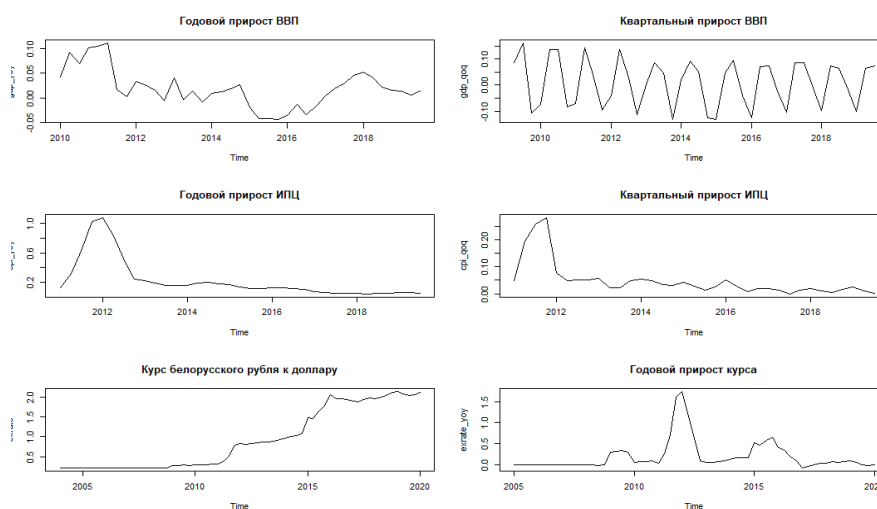 Годовой прирост ВВП
Квартальный прирост ВВП
-0.05 0.00 0.05 0.10
gdp_qoq
-0.10 0.00 0.10
2010 2012 2014 2016 2018
2010 2012 2014 2016 2018
Time
Time
Годовой прирост ИПЦ
Квартальный прирост ИПЦ
0.2 0.6 1.0
cpi_qoq
0.00 0.10 0.20
2012 2014 2016 2018
2012 2014 2016 2018
Time
Time
Курс белорусского рубля к доллару
Годовой прирост курса
0.5 1.0 1.5 2.0
exrate_yoy
0.0 0.5 1.0 1.5
2005 2010 2015 2020
2005 2010 2015
Time
Time